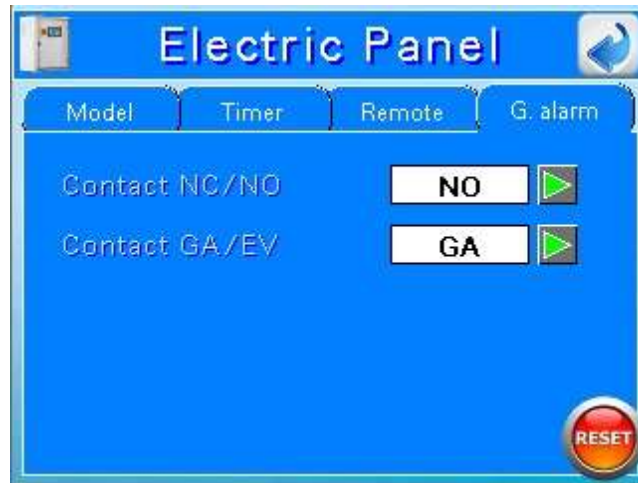 Electric Panel
Model Timer Remote G. alarm
Contact NC/NO NO
Contact GA/EV GA
RESET